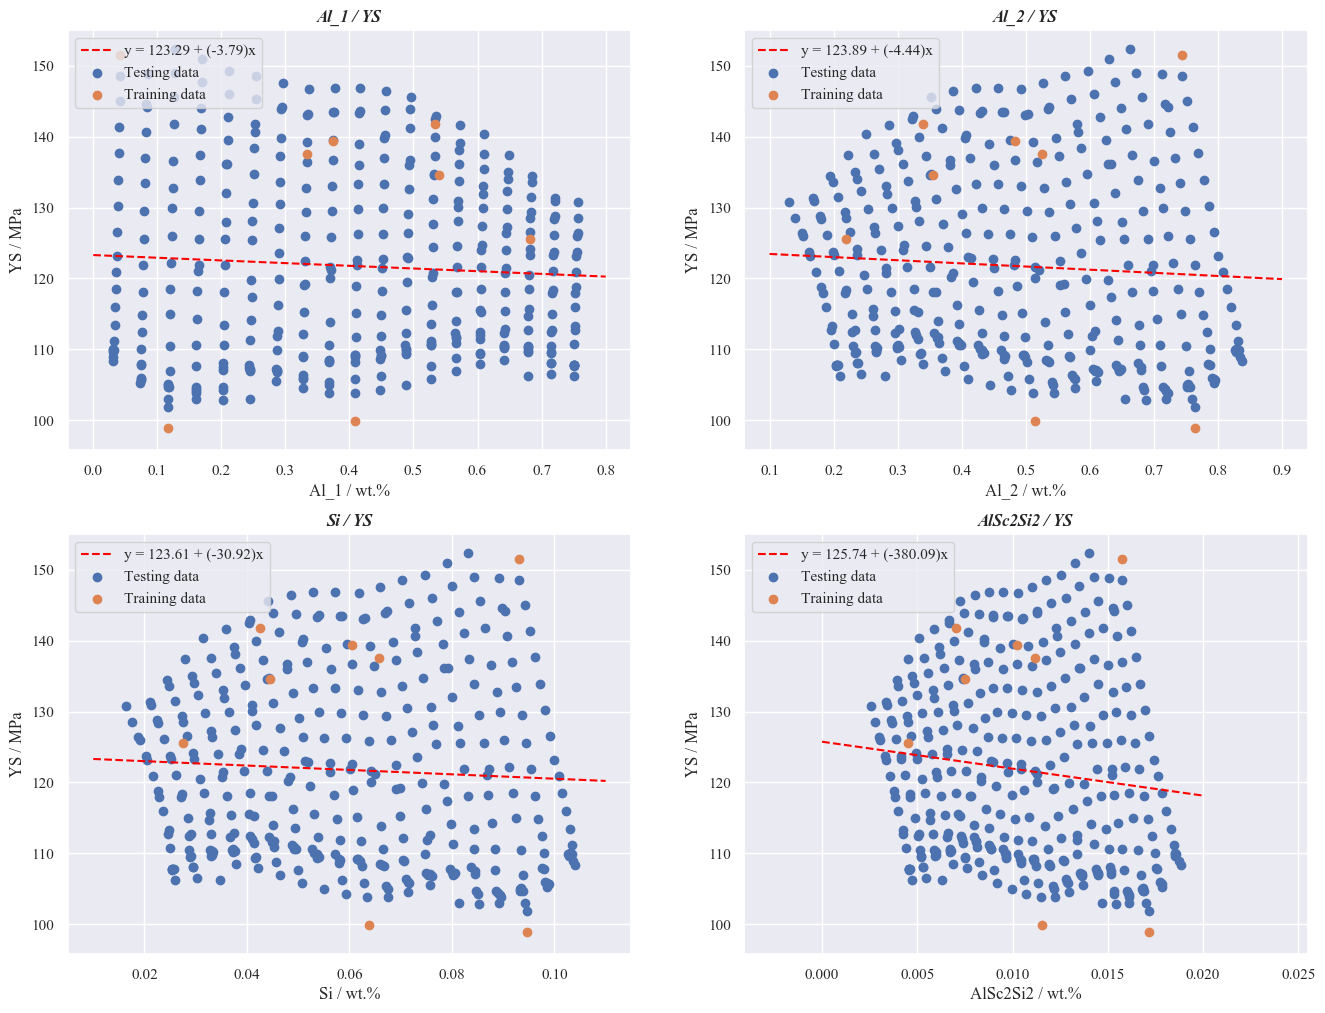 Al_1 / YS
y = 123.29 + (-3.79)x
Testing data
Training data
YS / MPa
150
140
130
120
110
100
0.0 0.1 0.2 0.3 0.4 0.5 0.6 0.7 0.8
Al_1 / wt.%
Al_2 / YS
y = 123.89 + (-4.44)x
Testing data
Training data
YS / MPa
150
140
130
120
110
100
0.1 0.2 0.3 0.4 0.5 0.6 0.7 0.8 0.9
Al_2 / wt.%
Si / YS
y = 123.61 + (-30.92)x
Testing data
Training data
YS / MPa
150
140
130
120
110
100
0.02 0.04 0.06 0.08 0.10
Si / wt.%
AlSc2Si2 / YS
y = 125.74 + (-380.09)x
Testing data
Training data
YS / MPa
150
140
130
120
110
100
0.000 0.005 0.010 0.015 0.020 0.025
AlSc2Si2 / wt.%